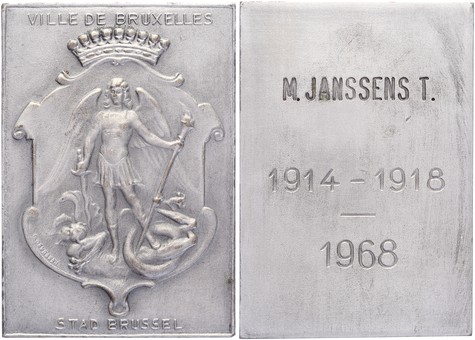 VILLE DE BRUXELLES
STAD BRUSSEL
M. JANSSENS T.
1914 - 1918
1968